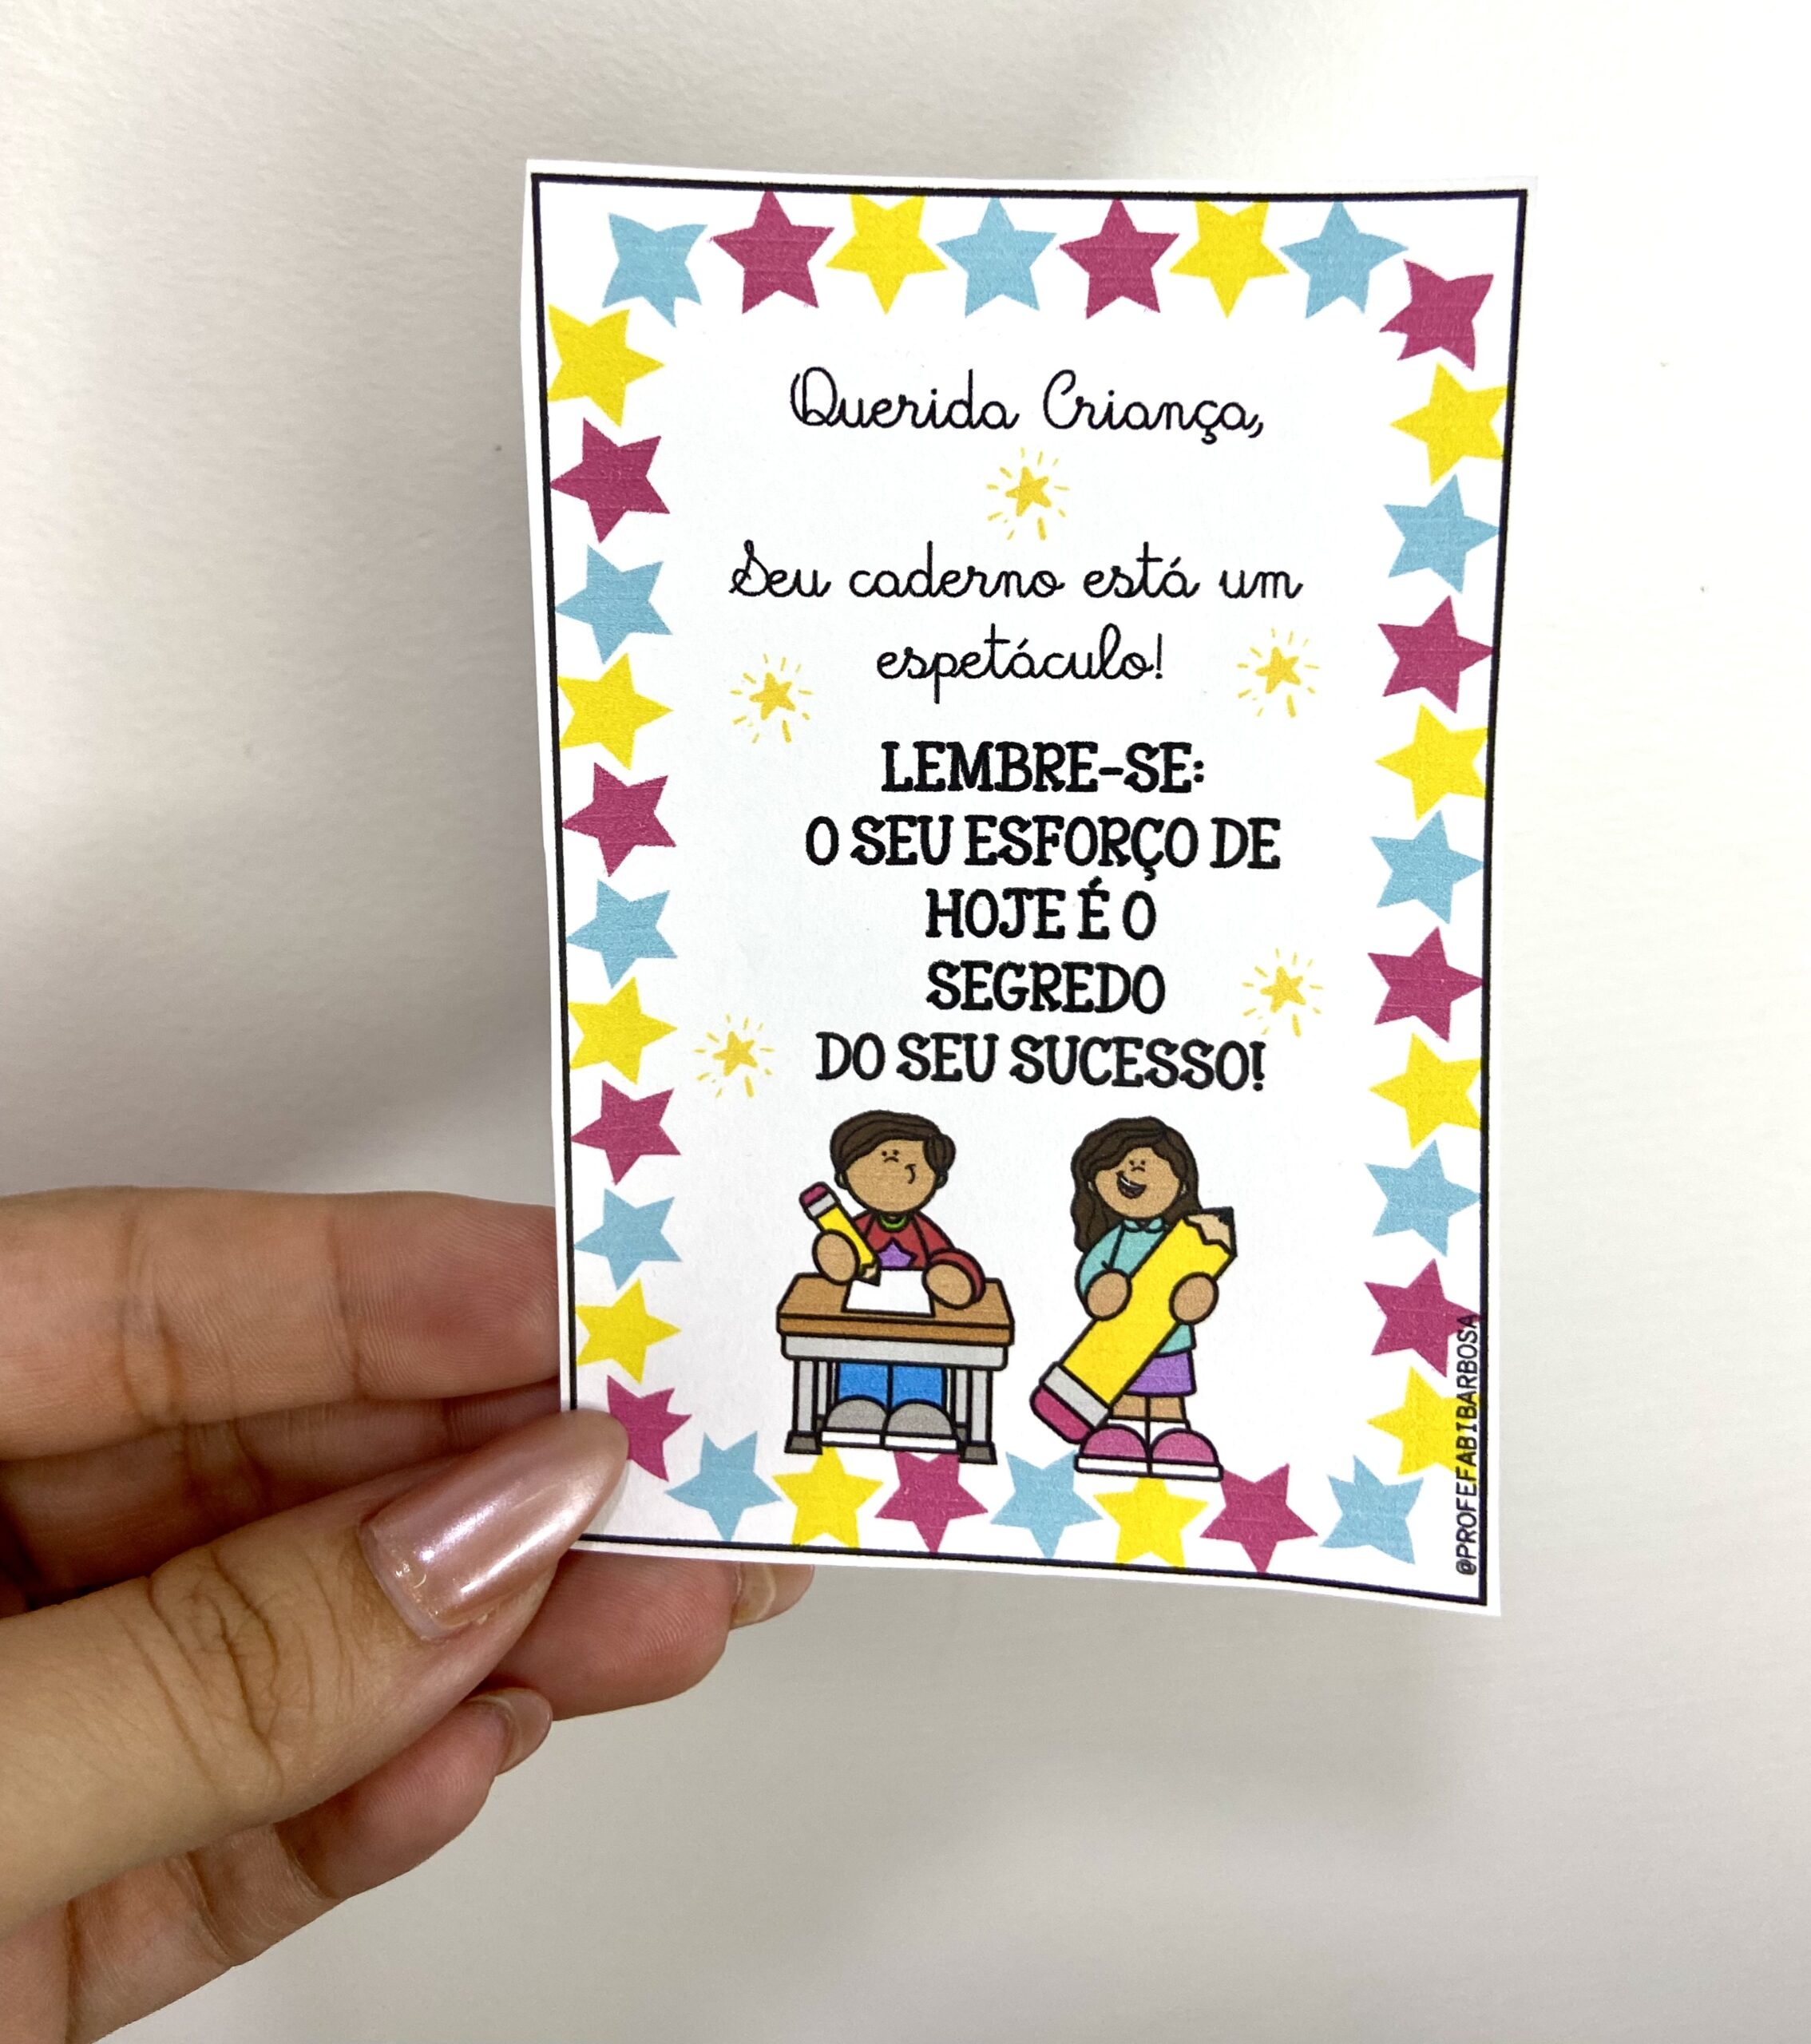 Querida Criança,
Seu caderno está um
espetáculo!
LEMBRE-SE:
O SEU ESFORÇO DE
HOJE É O
SEGREDO
DO SEU SUCESSO!
@PROFEFABIBARBOSA